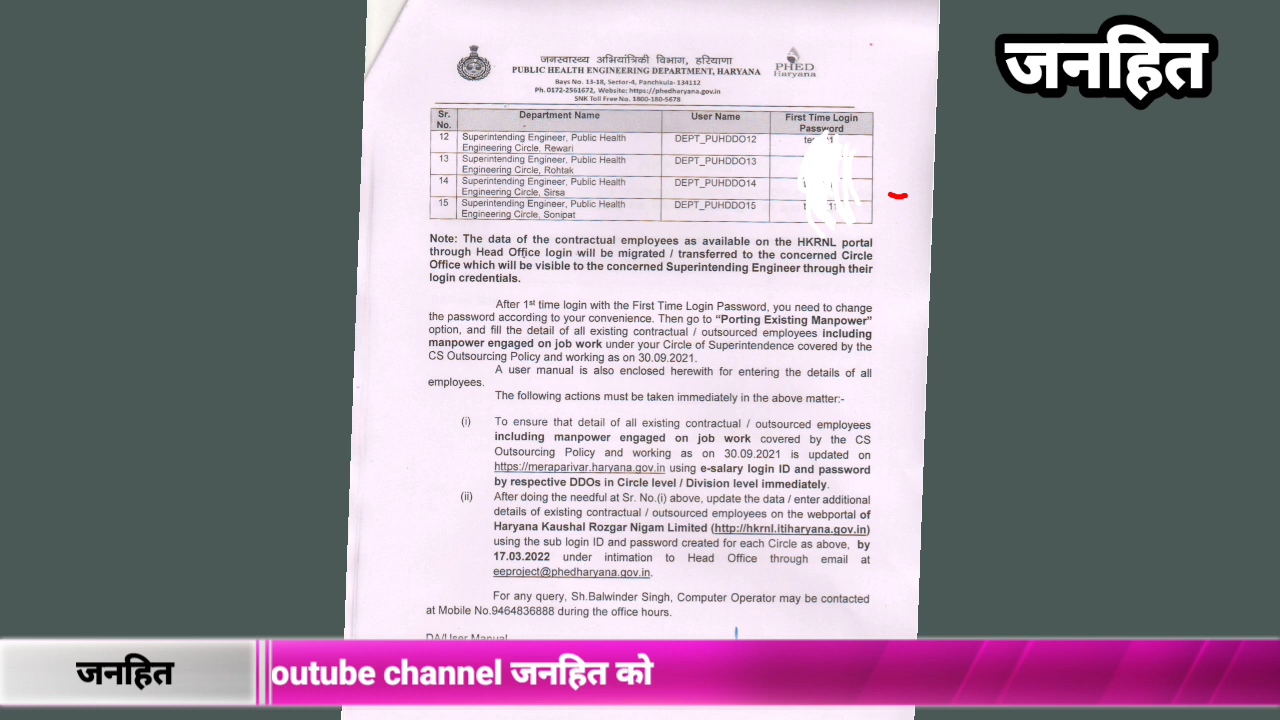 जनहित
जनस्वास्थ्य अभियांत्रिकी विभाग, हरियाणा
PUBLIC HEALTH ENGINEERING DEPARTMENT, HARYANA
Bays No. 13-18, Sector-4, Panchkula- 134112
Ph. 0172-2561672, Website: https://phedharyana.gov.in
SNK Toll Free No. 1800-180-5678
PHED
Haryana
Sr. No. Department Name User Name First Time Login Password
12 Superintending Engineer, Public Health Engineering Circle, Rewari DEPT_PUHDDO12
13 Superintending Engineer, Public Health Engineering Circle, Rohtak DEPT_PUHDDO13
14 Superintending Engineer, Public Health Engineering Circle, Sirsa DEPT_PUHDDO14
15 Superintending Engineer, Public Health Engineering Circle, Sonipat DEPT_PUHDDO15
Note: The data of the contractual employees as available on the HKRNL portal
through Head Office login will be migrated / transferred to the concerned Circle
Office which will be visible to the concerned Superintending Engineer through their
login credentials.
After 1st time login with the First Time Login Password, you need to change
the password according to your convenience. Then go to “Porting Existing Manpower”
option, and fill the detail of all existing contractual / outsourced employees including
manpower engaged on job work under your Circle of Superintendence covered by the
CS Outsourcing Policy and working as on 30.09.2021.
A user manual is also enclosed herewith for entering the details of all
employees.
The following actions must be taken immediately in the above matter:-
(i) To ensure that detail of all existing contractual / outsourced employees
including manpower engaged on job work covered by the CS
Outsourcing Policy and working as on 30.09.2021 is updated on
https://meraparivar.haryana.gov.in using e-salary login ID and password
by respective DDOs in Circle level / Division level immediately.
(ii) After doing the needful at Sr. No.(i) above, update the data / enter additional
details of existing contractual / outsourced employees on the webportal of
Haryana Kaushal Rozgar Nigam Limited (http://hkrnl.itiharyana.gov.in)
using the sub login ID and password created for each Circle as above, by
17.03.2022 under intimation to Head Office through email at
eeproject@phedharyana.gov.in.
For any query, Sh.Balwinder Singh, Computer Operator may be contacted
at Mobile No.9464836888 during the office hours.
DA/User Manual
जनहित
outube channel जनहित को